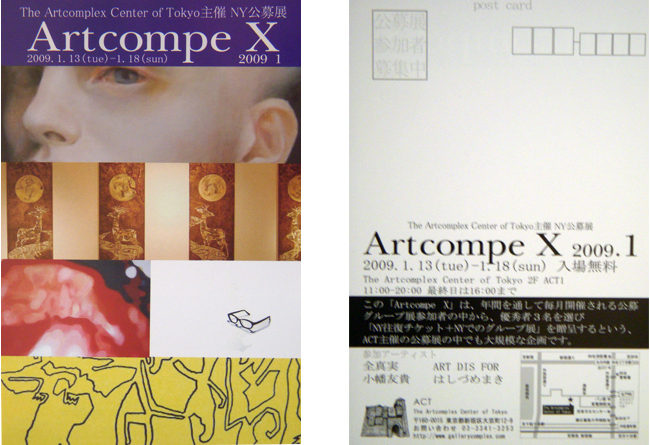 The Artcomplex Center of Tokyo主催 NY公募展
Artcompe X
2009.1.13(tue)-1.18(sun)
2009 1
post card
公募展
参加者
募集中
The Artcomplex Center of Tokyo主催 NY公募展
Artcompe X 2009.1
2009.1.13(tue)-1.18(sun) 入場無料
The Artcomplex Center of Tokyo 2F ACT1
11:00-20:00 最終日は16:00まで
この「Artcompe X」は、年間を通して毎月開催される公募
グループ展参加者の中から、優秀者3名を選び
「NY往復チケット+NYでのグループ展」を贈呈するという、
ACT主催の公募展の中でも大規模な企画です。
参加アーティスト
全真実 ART DIS FOR
小幡友貴 はしづめまき
ACT
The Artcomplex Center of Tokyo
〒160-0015 東京都新宿区大京町12-9
お問い合わせ 03-3341-3253
http://www.gallerycomplex.com